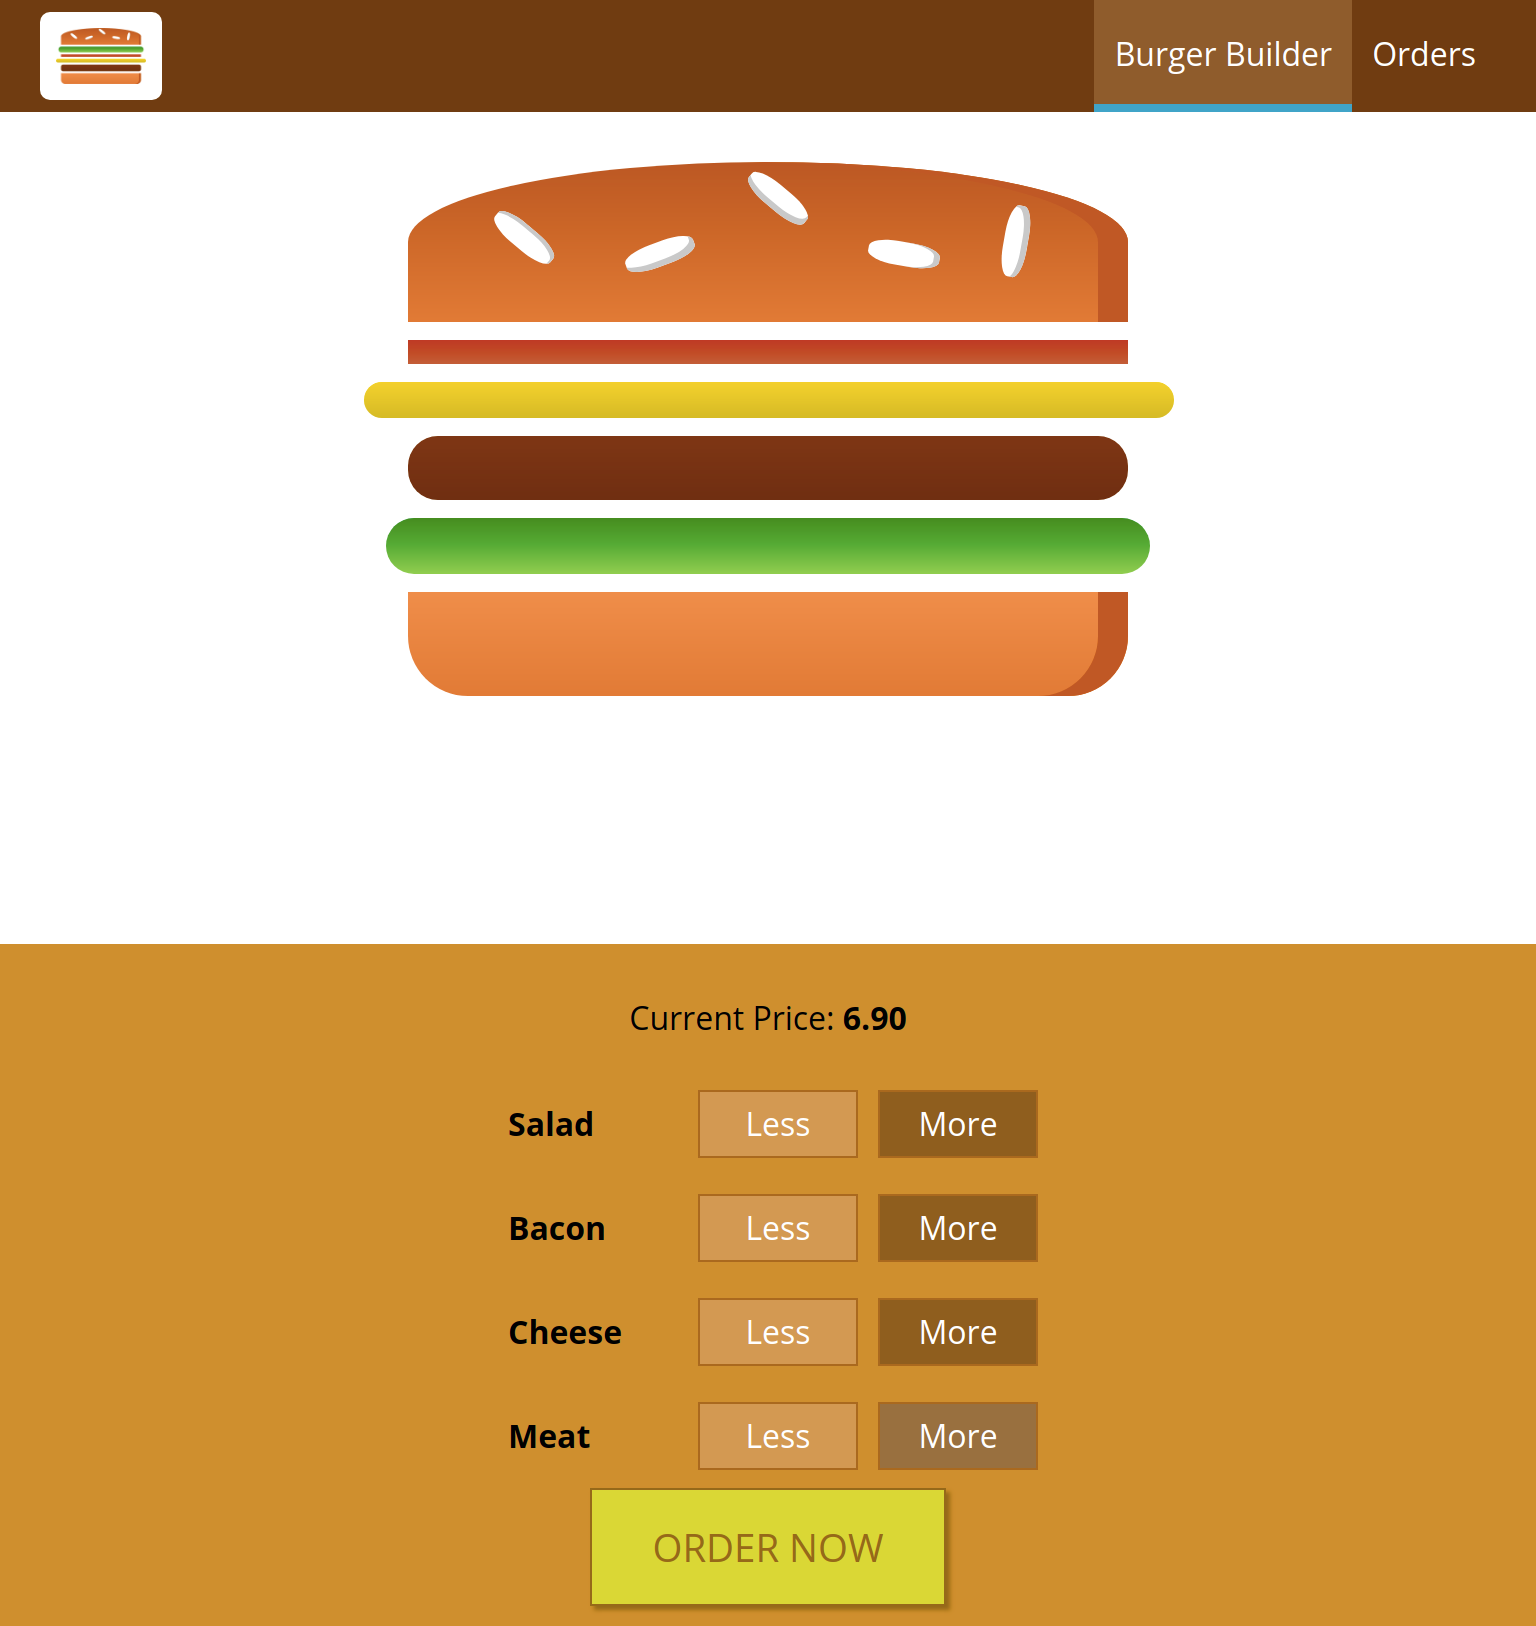 Burger Builder Orders
Current Price: 6.90
Salad Less More
Bacon Less More
Cheese Less More
Meat Less More
ORDER NOW